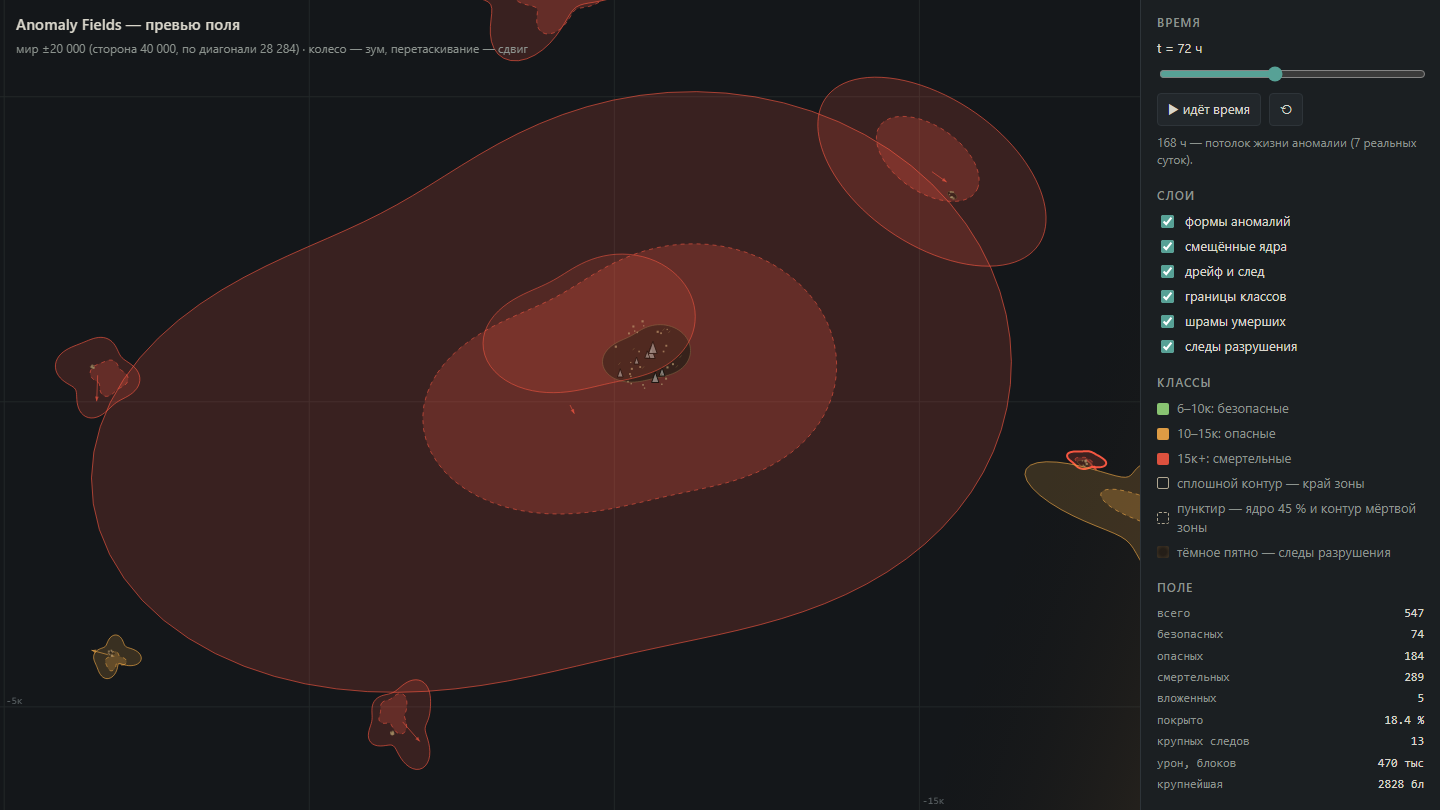 Anomaly Fields — превью поля
мир ±20 000 (сторона 40 000, по диагонали 28 284) · колесо — зум, перетаскивание — сдвиг
-5к
-15к
ВРЕМЯ
t = 72 ч
▶ идёт время
⟲
168 ч — потолок жизни аномалии (7 реальных
суток).
СЛОИ
формы аномалий
смещённые ядра
дрейф и след
границы классов
шрамы умерших
следы разрушения
КЛАССЫ
6–10к: безопасные
10–15к: опасные
15к+: смертельные
сплошной контур — край зоны
пунктир — ядро 45 % и контур мёртвой
зоны
тёмное пятно — следы разрушения
ПОЛЕ
всего 547
безопасных 74
опасных 184
смертельных 289
вложенных 5
покрыто 18.4 %
крупных следов 13
урон, блоков 470 тыс
крупнейшая 2828 бл